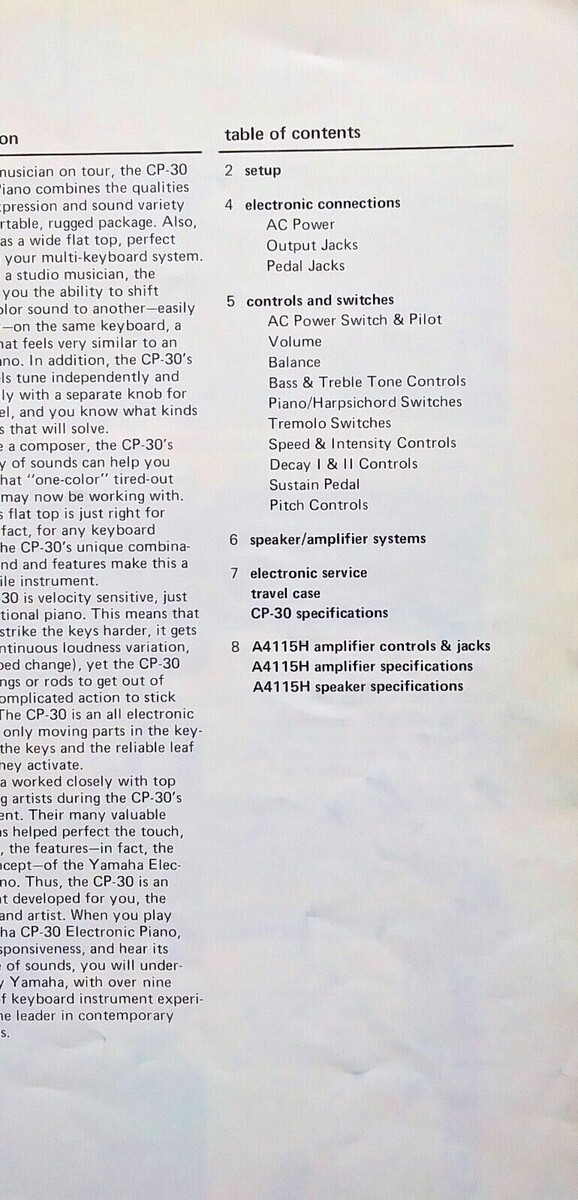 on
musician on tour, the CP-30
Piano combines the qualities
xpression and sound variety
rtable, rugged package. Also,
as a wide flat top, perfect
your multi-keyboard system.
a studio musician, the
you the ability to shift
olor sound to another—easily
—on the same keyboard, a
hat feels very similar to an
ano. In addition, the CP-30's
ls tune independently and
ly with a separate knob for
el, and you know what kinds
s that will solve.
e a composer, the CP-30's
y of sounds can help you
hat "one-color" tired-out
may now be working with.
s flat top is just right for
fact, for any keyboard
he CP-30's unique combina-
nd and features make this a
ile instrument.
-30 is velocity sensitive, just
tional piano. This means that
strike the keys harder, it gets
ntinuous loudness variation,
ped change), yet the CP-30
ngs or rods to get out of
omplicated action to stick
The CP-30 is an all electronic
only moving parts in the key-
the keys and the reliable leaf
hey activate.
a worked closely with top
g artists during the CP-30's
ent. Their many valuable
ns helped perfect the touch,
, the features—in fact, the
ncept—of the Yamaha Elec-
no. Thus, the CP-30 is an
nt developed for you, the
and artist. When you play
ha CP-30 Electronic Piano,
sponsiveness, and hear its
e of sounds, you will under-
y Yamaha, with over nine
of keyboard instrument experi-
he leader in contemporary
s.
table of contents
2 setup
4 electronic connections
AC Power
Output Jacks
Pedal Jacks
5 controls and switches
AC Power Switch & Pilot
Volume
Balance
Bass & Treble Tone Controls
Piano/Harpsichord Switches
Tremolo Switches
Speed & Intensity Controls
Decay I & II Controls
Sustain Pedal
Pitch Controls
6 speaker/amplifier systems
7 electronic service
travel case
CP-30 specifications
8 A4115H amplifier controls & jacks
A4115H amplifier specifications
A4115H speaker specifications